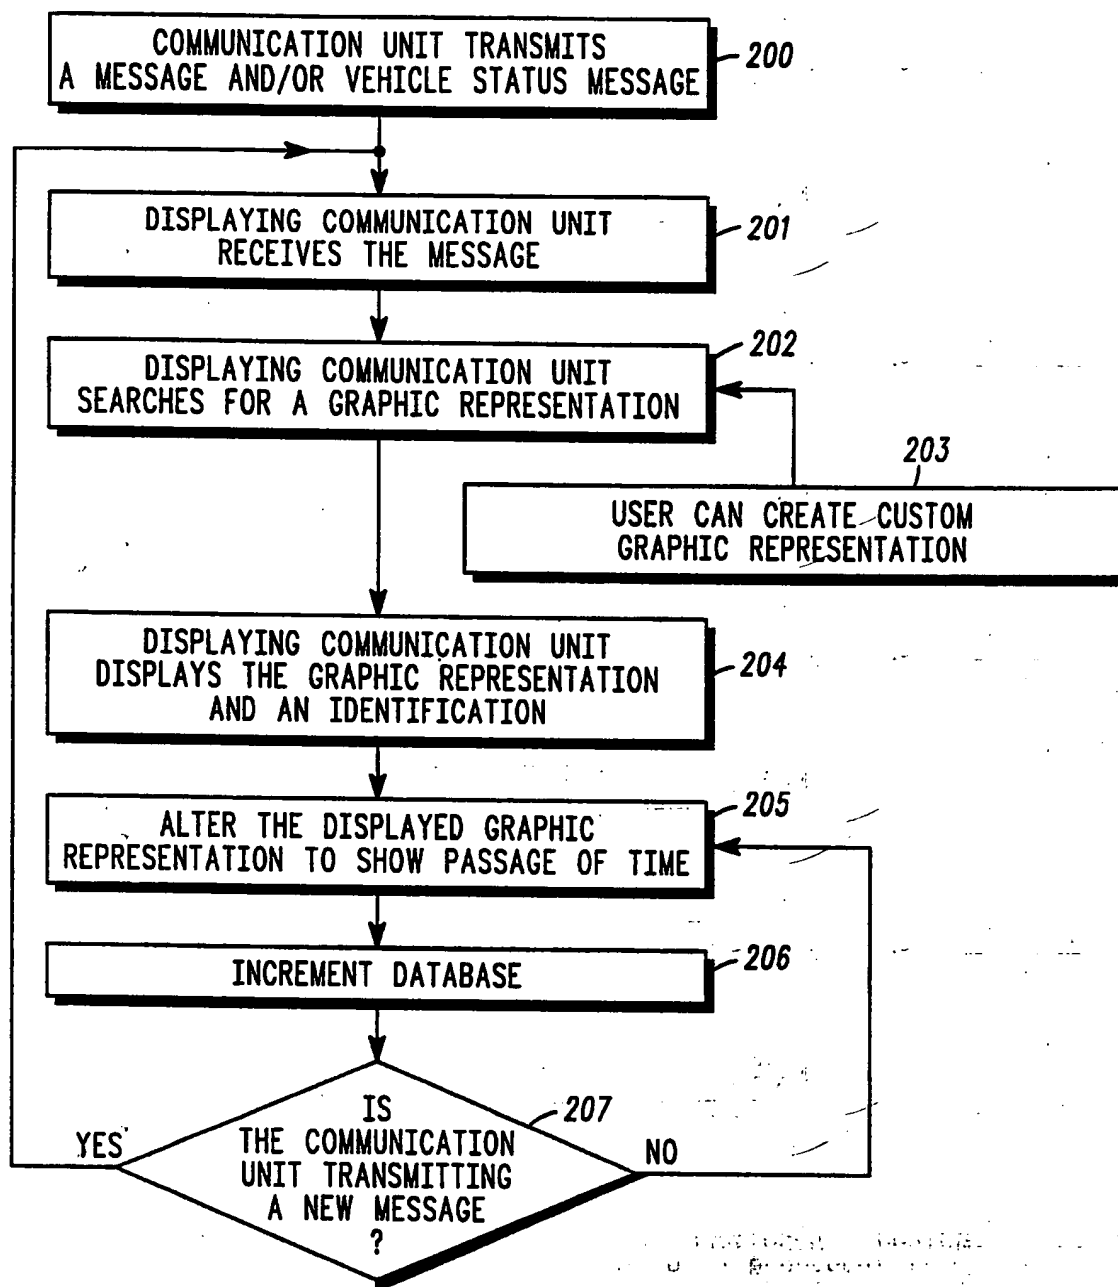 COMMUNICATION UNIT TRANSMITS
A MESSAGE AND/OR VEHICLE STATUS MESSAGE
200
DISPLAYING COMMUNICATION UNIT
RECEIVES THE MESSAGE
201
DISPLAYING COMMUNICATION UNIT
SEARCHES FOR A GRAPHIC REPRESENTATION
202
203
USER CAN CREATE CUSTOM
GRAPHIC REPRESENTATION
DISPLAYING COMMUNICATION UNIT
DISPLAYS THE GRAPHIC REPRESENTATION
AND AN IDENTIFICATION
204
ALTER THE DISPLAYED GRAPHIC
REPRESENTATION TO SHOW PASSAGE OF TIME
205
INCREMENT DATABASE
206
IS
THE COMMUNICATION
UNIT TRANSMITTING
A NEW MESSAGE
?
207
YES
NO